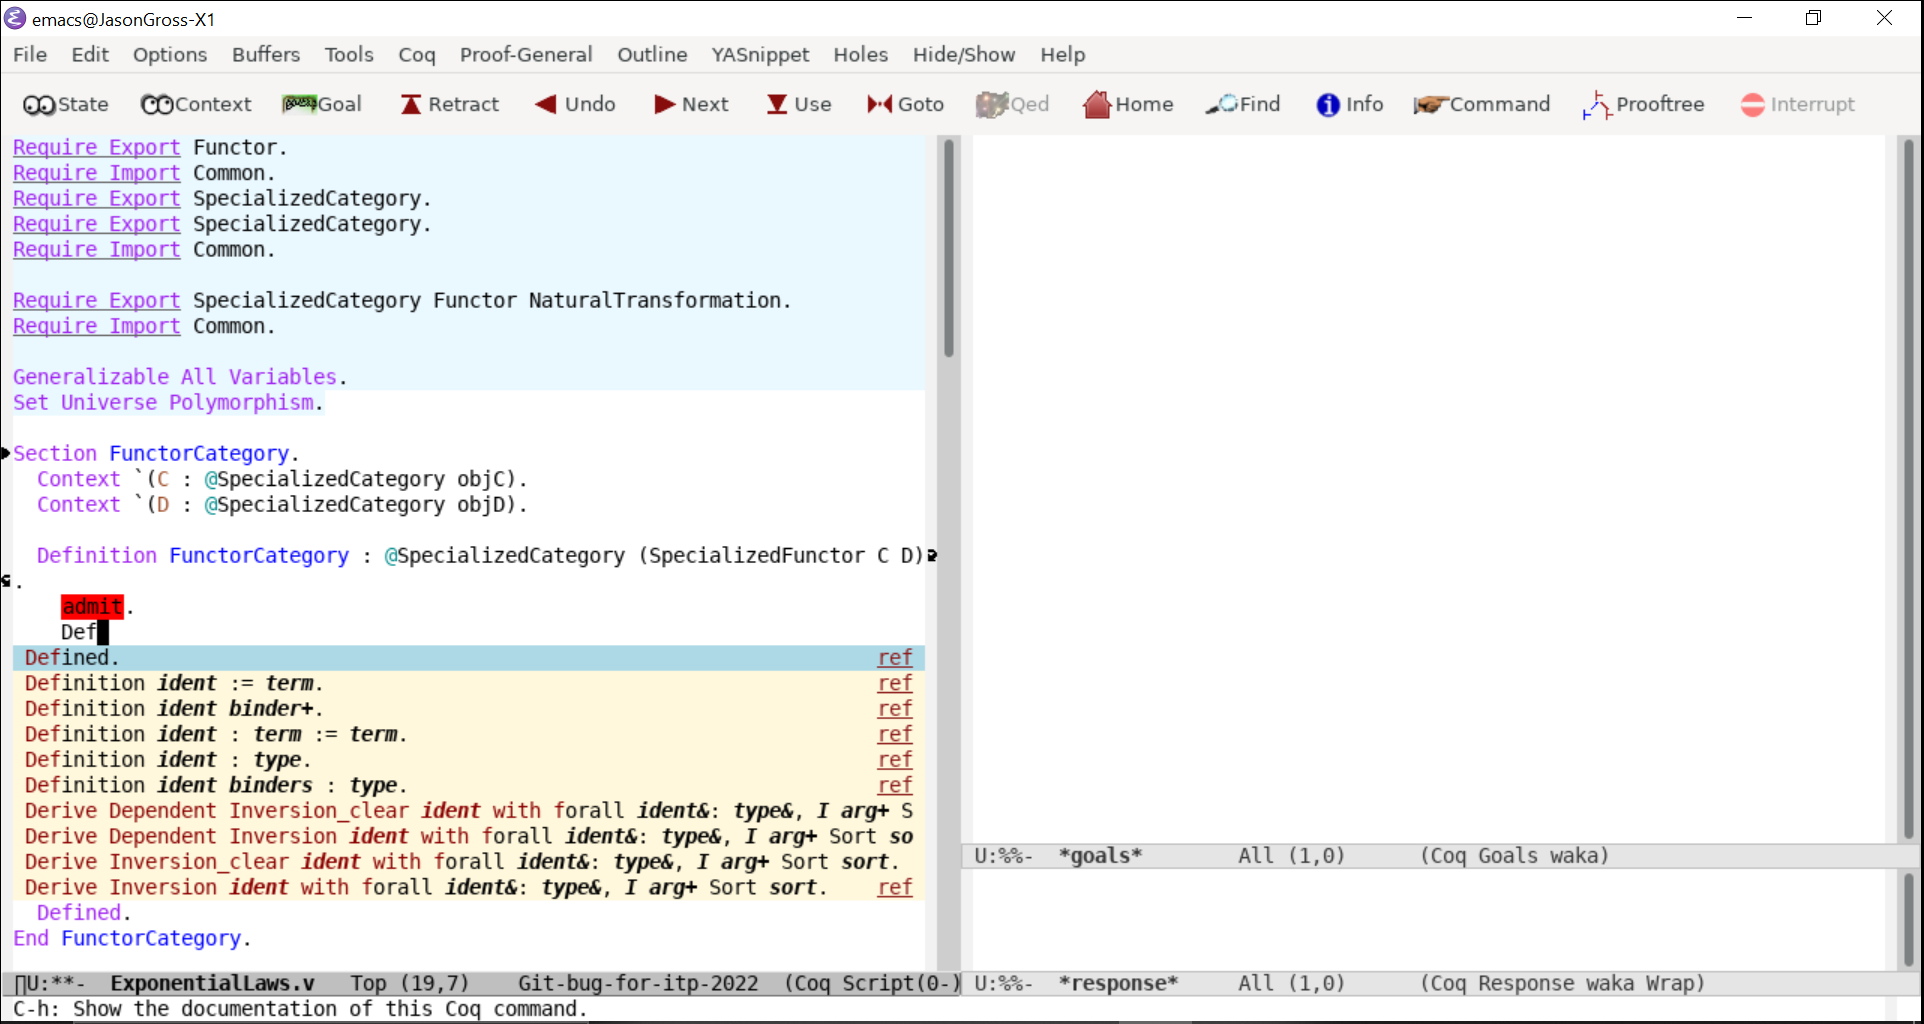 emacs@JasonGross-X1
File Edit Options Buffers Tools Coq Proof-General Outline YASnippet Holes Hide/Show Help
State Context Goal Retract Undo Next Use Goto Qed Home Find Info Command Prooftree Interrupt
Require Export Functor.
Require Import Common.
Require Export SpecializedCategory.
Require Export SpecializedCategory.
Require Import Common.
Require Export SpecializedCategory Functor NaturalTransformation.
Require Import Common.
Generalizable All Variables.
Set Universe Polymorphism.
Section FunctorCategory.
Context `(C : @SpecializedCategory objC).
Context `(D : @SpecializedCategory objD).
Definition FunctorCategory : @SpecializedCategory (SpecializedFunctor C D)
.
admit.
Def
Defined. ref
Definition ident := term. ref
Definition ident binder+. ref
Definition ident : term := term. ref
Definition ident : type. ref
Definition ident binders : type. ref
Derive Dependent Inversion_clear ident with forall ident&: type&, I arg+ S
Derive Dependent Inversion ident with forall ident&: type&, I arg+ Sort so
Derive Inversion_clear ident with forall ident&: type&, I arg+ Sort sort.
Derive Inversion ident with forall ident&: type&, I arg+ Sort sort. ref
Defined.
End FunctorCategory.
U:**- ExponentialLaws.v Top (19,7) Git-bug-for-itp-2022 (Coq Script(0-)
C-h: Show the documentation of this Coq command.
U:%%- *goals* All (1,0) (Coq Goals waka)
U:%%- *response* All (1,0) (Coq Response waka Wrap)